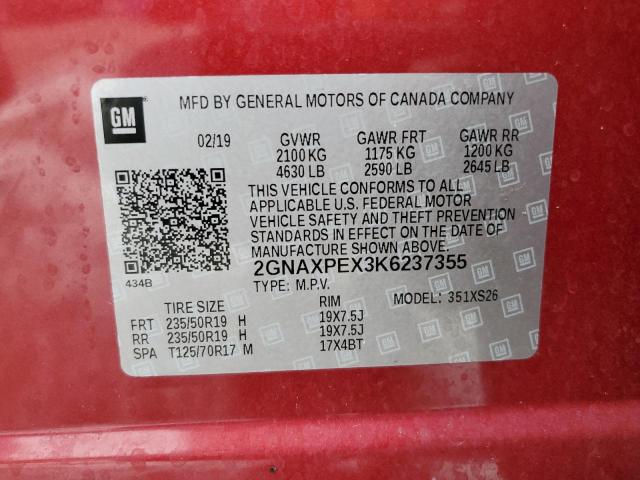 GM
MFD BY GENERAL MOTORS OF CANADA COMPANY
02/19 GVWR GAWR FRT GAWR RR
2100 KG 1175 KG 1200 KG
4630 LB 2590 LB 2645 LB
THIS VEHICLE CONFORMS TO ALL
APPLICABLE U.S. FEDERAL MOTOR
VEHICLE SAFETY AND THEFT PREVENTION
STANDARDS IN EFFECT ON THE DATE OF
MANUFACTURE SHOWN ABOVE.
2GNAXPEX3K6237355
434B
TYPE: M.P.V. MODEL: 351XS26
TIRE SIZE RIM
FRT 235/50R19 H 19X7.5J
RR 235/50R19 H 19X7.5J
SPA T125/70R17 M 17X4BT